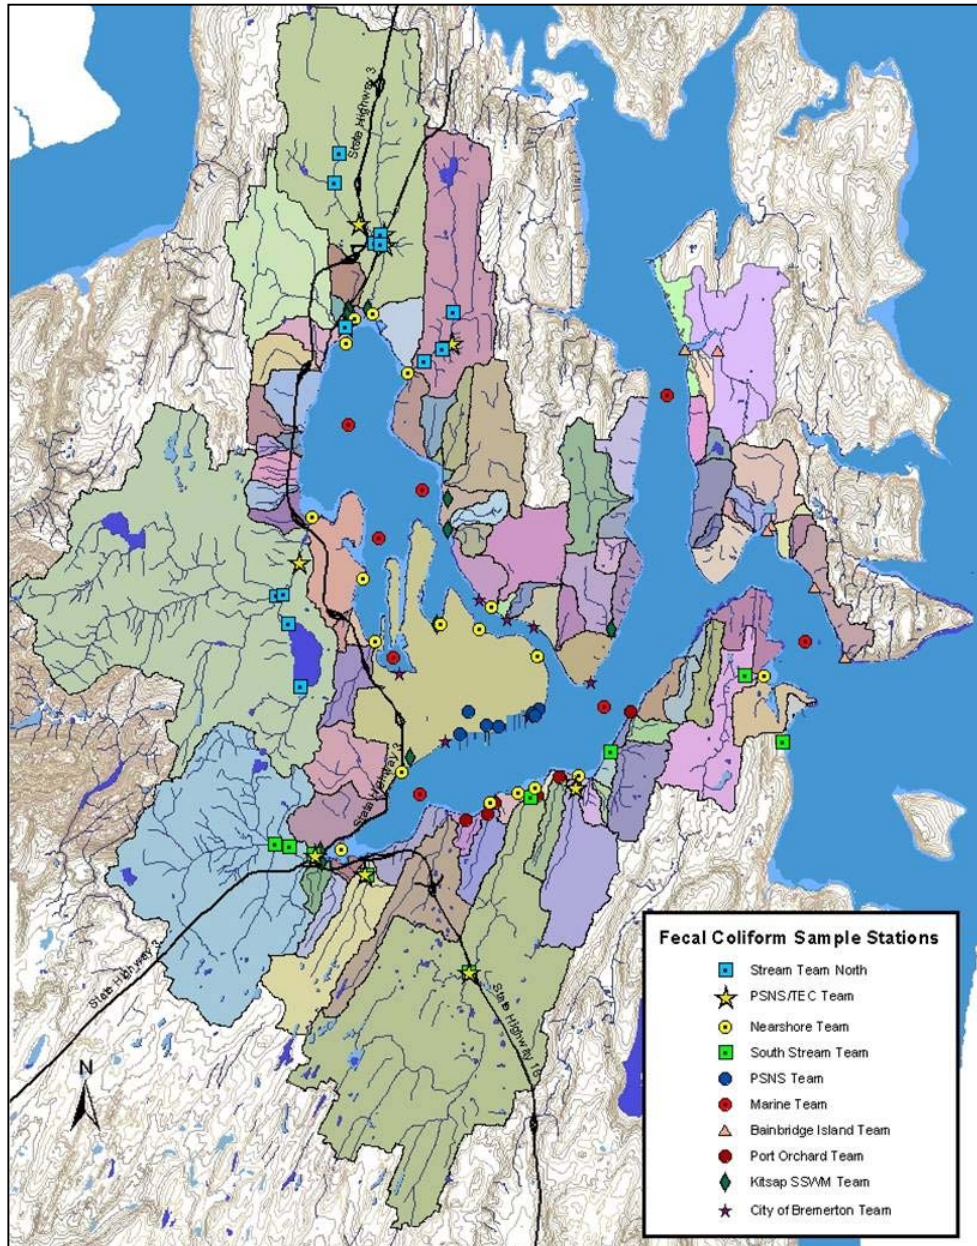 State Highway 3
State Highway 3
State Highway 3
State Highway 16
N
Fecal Coliform Sample Stations
Stream Team North
PSNS/TEC Team
Nearshore Team
South Stream Team
PSNS Team
Marine Team
Bainbridge Island Team
Port Orchard Team
Kitsap SSWM Team
City of Bremerton Team